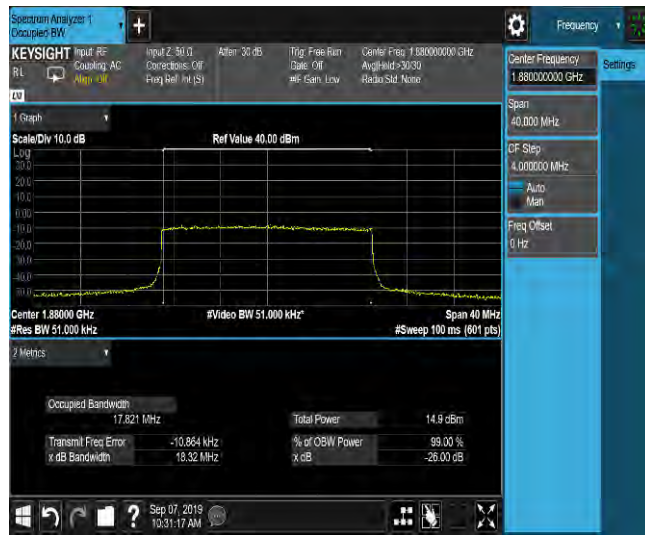 Spectrum Analyzer 1
Occupied BW
Frequency
KEYSIGHT
RL
Input: RF
Coupling: AC
Align: Off
Input Z: 50 Ω
Corrections: Off
Freq Ref: Int (S)
Atten: 30 dB
Trig: Free Run
Gate: Off
#IF Gain: Low
Center Freq: 1.880000000 GHz
Avg|Hold:>30/30
Radio Std: None
Center Frequency
1.880000000 GHz
Settings
Span
40.000 MHz
CF Step
4.000000 MHz
Auto
Man
Freq Offset
0 Hz
1 Graph
Scale/Div 10.0 dB
Ref Value 40.00 dBm
Log
30.0
20.0
10.0
0.00
-10.0
-20.0
-30.0
-40.0
-50.0
Center 1.88000 GHz
#Video BW 51.000 kHz*
Span 40 MHz
#Res BW 51.000 kHz
#Sweep 100 ms (601 pts)
2 Metrics
Occupied Bandwidth
17.821 MHz
Total Power
14.9 dBm
Transmit Freq Error
-10.864 kHz
% of OBW Power
99.00 %
x dB Bandwidth
18.32 MHz
x dB
-26.00 dB
?
Sep 07, 2019
10:31:17 AM